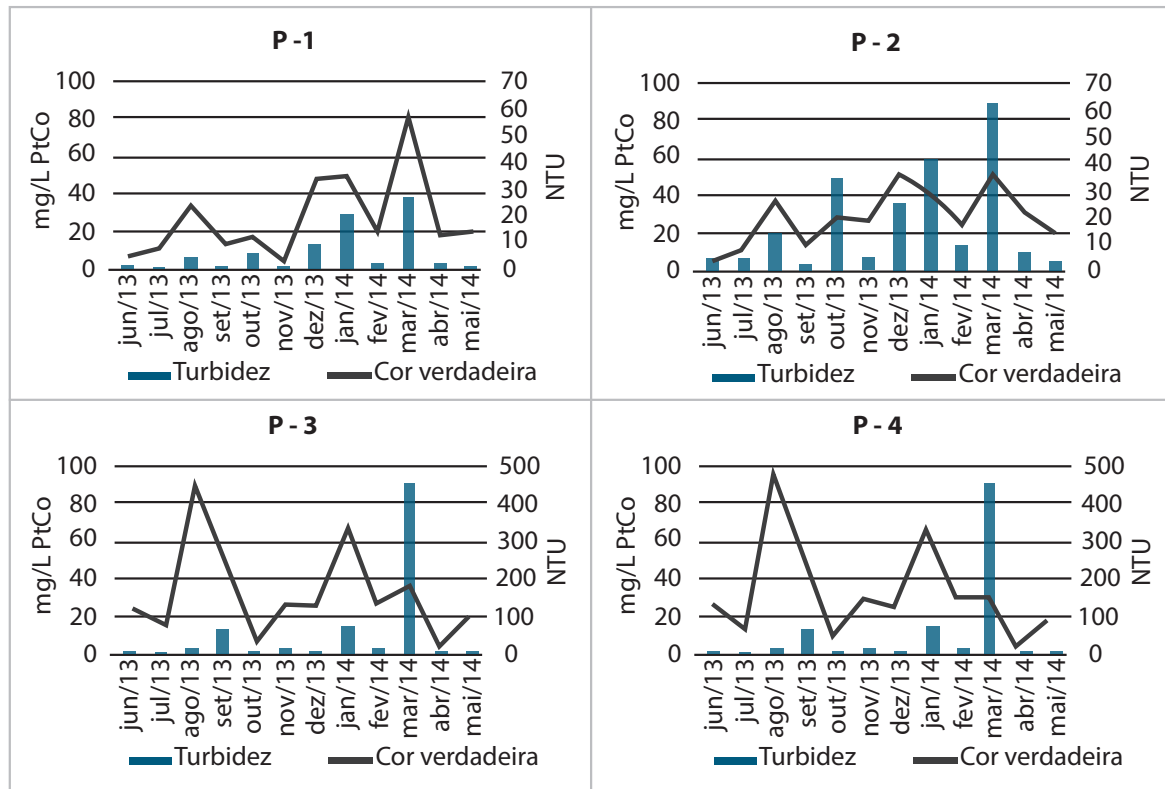 P -1
mg/L PtCo
100
80
60
40
20
0
70
60
50
40
30
20
10
0
NTU
jun/13
jul/13
ago/13
set/13
out/13
nov/13
dez/13
jan/14
fev/14
mar/14
abr/14
mai/14
Turbidez
Cor verdadeira
P - 2
mg/L PtCo
100
80
60
40
20
0
70
60
50
40
30
20
10
0
NTU
jun/13
jul/13
ago/13
set/13
out/13
nov/13
dez/13
jan/14
fev/14
mar/14
abr/14
mai/14
Turbidez
Cor verdadeira
P - 3
mg/L PtCo
100
80
60
40
20
0
500
400
300
200
100
0
NTU
jun/13
jul/13
ago/13
set/13
out/13
nov/13
dez/13
jan/14
fev/14
mar/14
abr/14
mai/14
Turbidez
Cor verdadeira
P - 4
mg/L PtCo
100
80
60
40
20
0
500
400
300
200
100
0
NTU
jun/13
jul/13
ago/13
set/13
out/13
nov/13
dez/13
jan/14
fev/14
mar/14
abr/14
mai/14
Turbidez
Cor verdadeira